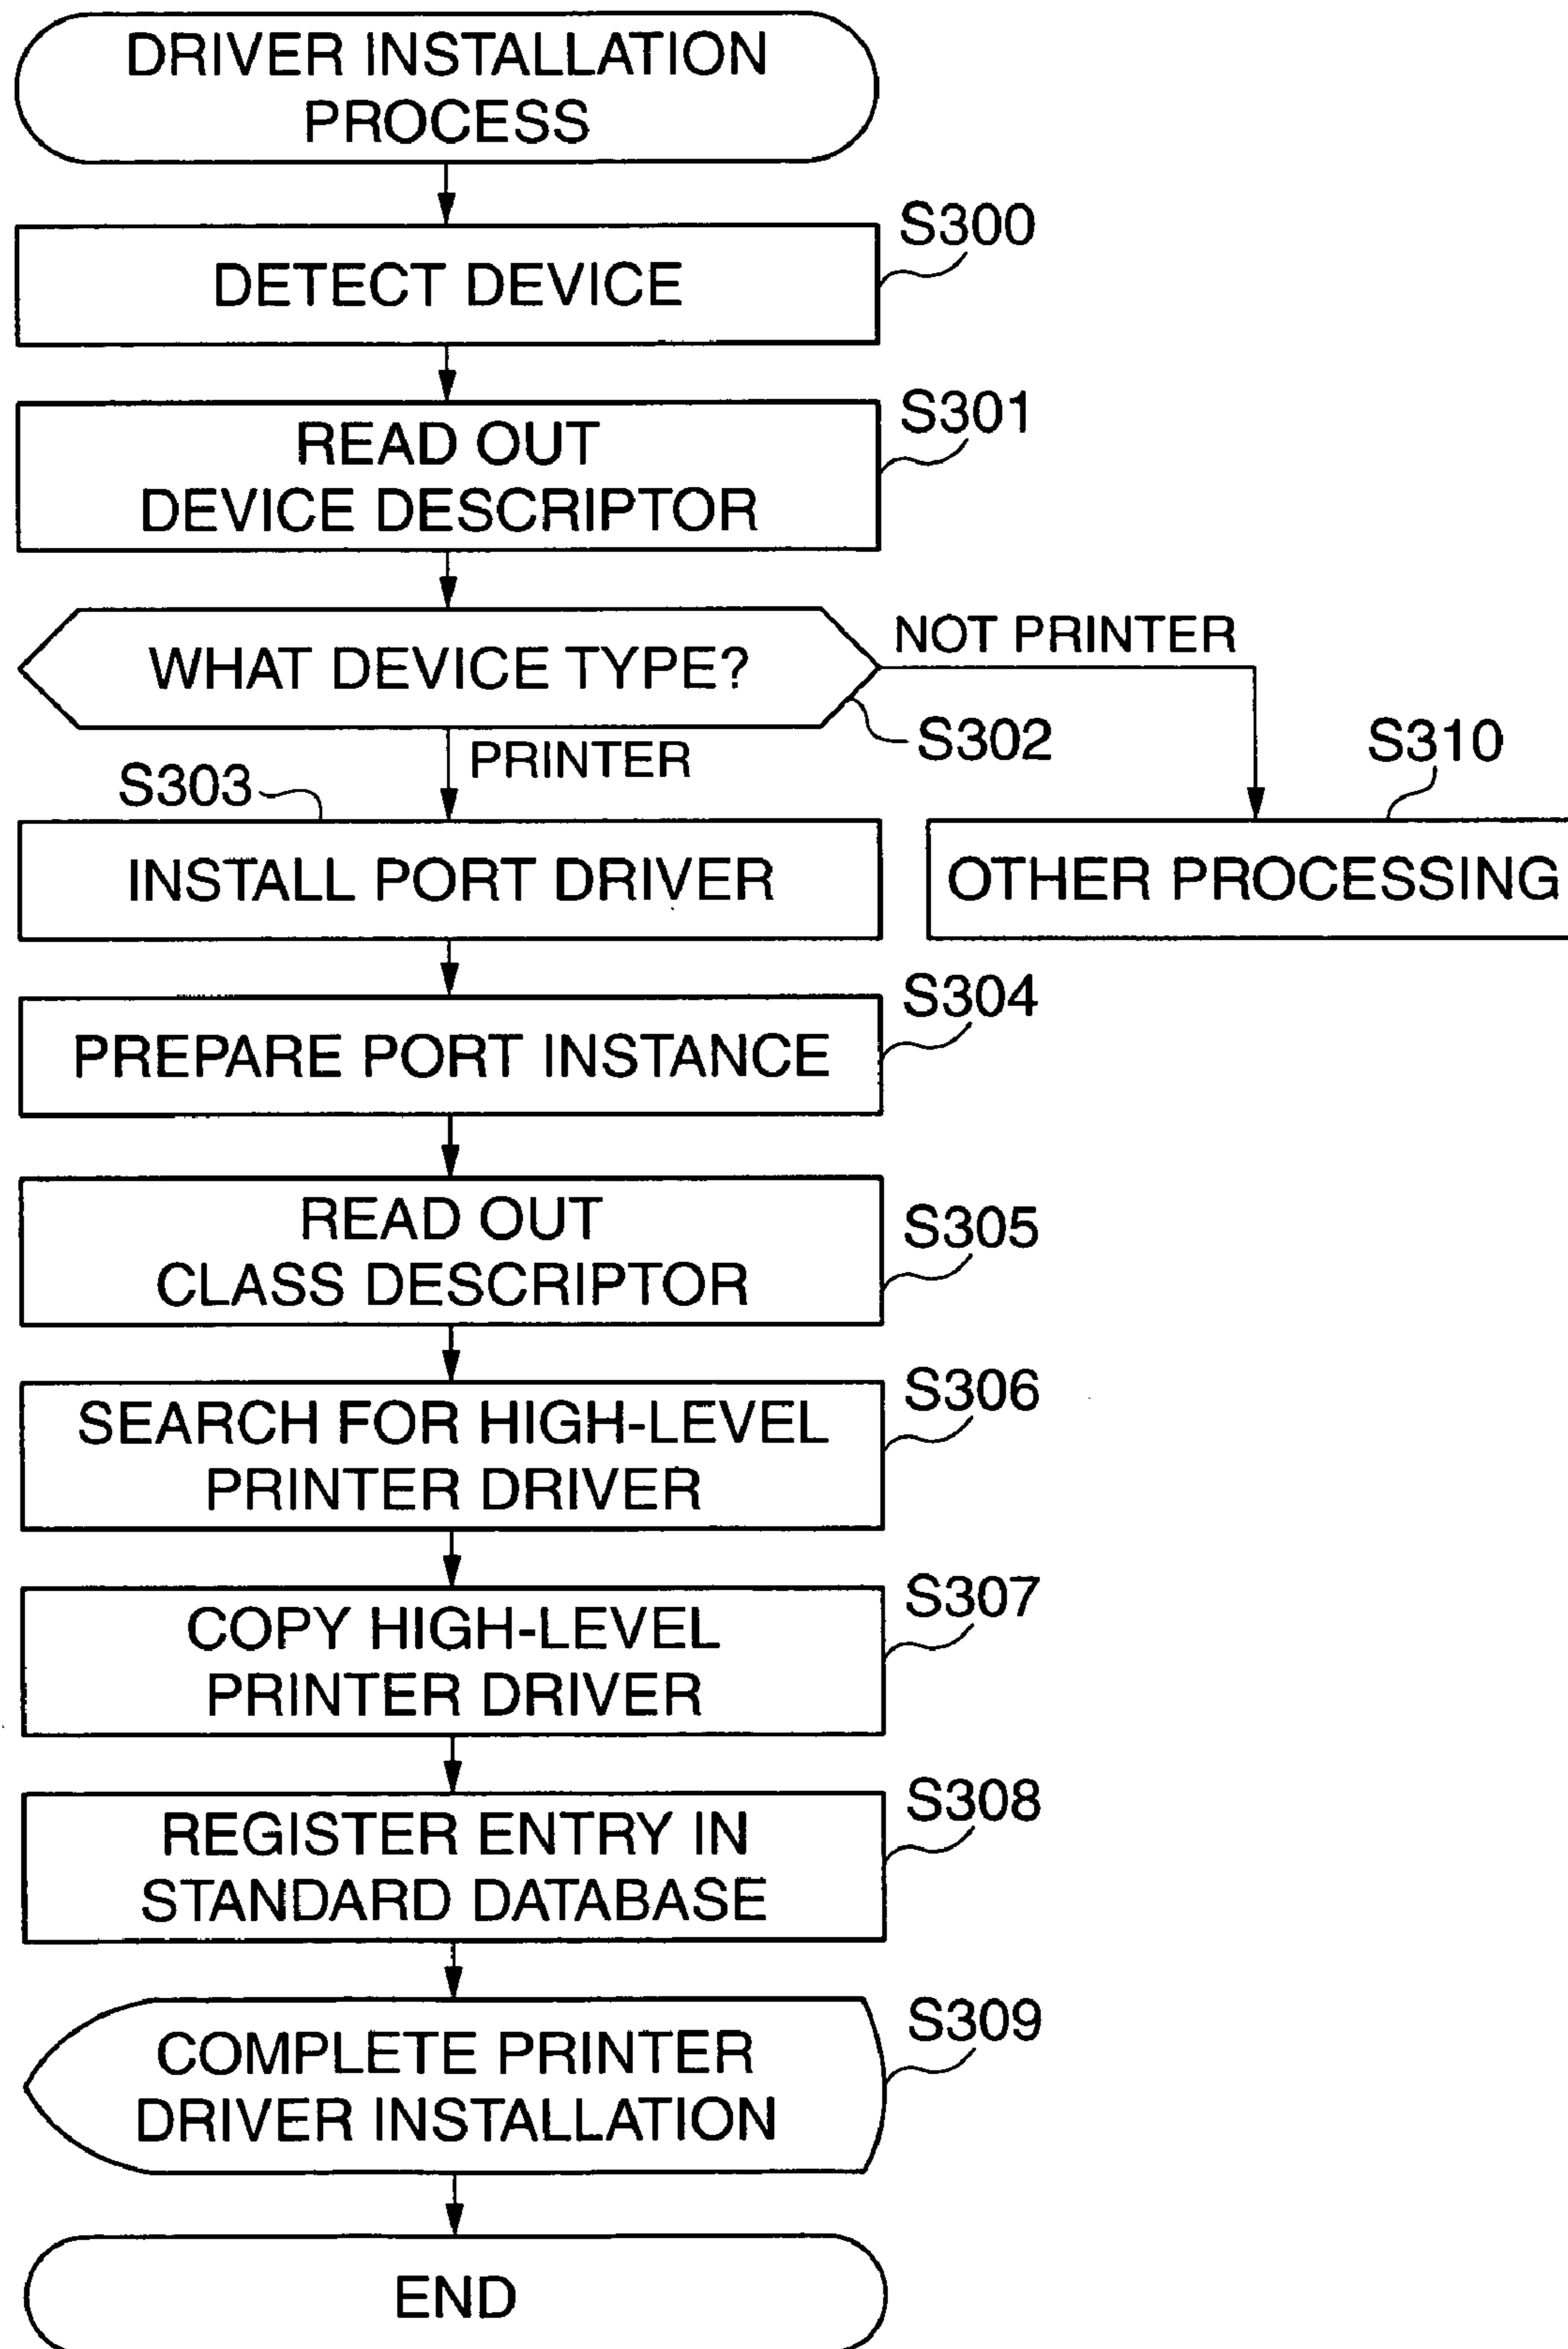 DRIVER INSTALLATION
PROCESS
S300
DETECT DEVICE
S301
READ OUT
DEVICE DESCRIPTOR
NOT PRINTER
WHAT DEVICE TYPE?
S302
S310
PRINTER
S303
INSTALL PORT DRIVER
OTHER PROCESSING
S304
PREPARE PORT INSTANCE
READ OUT
S305
CLASS DESCRIPTOR
S306
SEARCH FOR HIGH-LEVEL
PRINTER DRIVER
S307
COPY HIGH-LEVEL
PRINTER DRIVER
S308
REGISTER ENTRY IN
STANDARD DATABASE
S309
COMPLETE PRINTER
DRIVER INSTALLATION
END